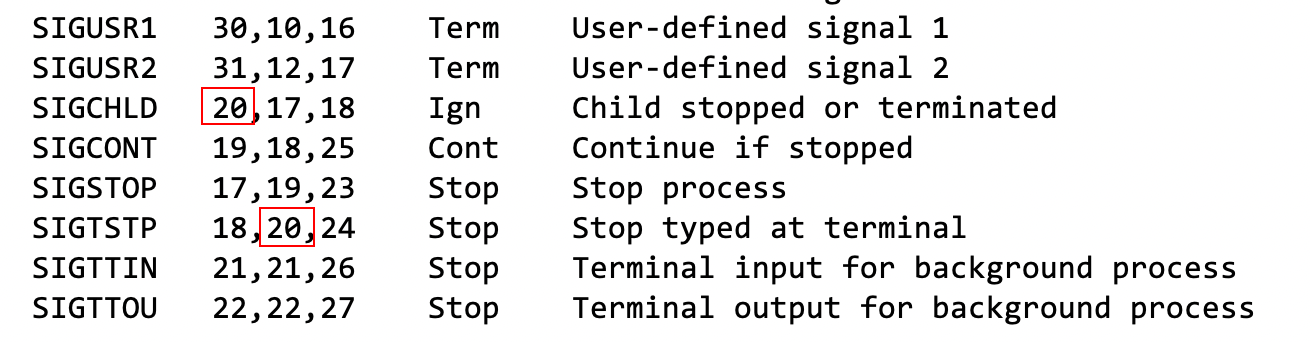 SIGUSR1 30,10,16 Term User-defined signal 1
SIGUSR2 31,12,17 Term User-defined signal 2
SIGCHLD 20,17,18 Ign Child stopped or terminated
SIGCONT 19,18,25 Cont Continue if stopped
SIGSTOP 17,19,23 Stop Stop process
SIGTSTP 18,20,24 Stop Stop typed at terminal
SIGTTIN 21,21,26 Stop Terminal input for background process
SIGTTOU 22,22,27 Stop Terminal output for background process